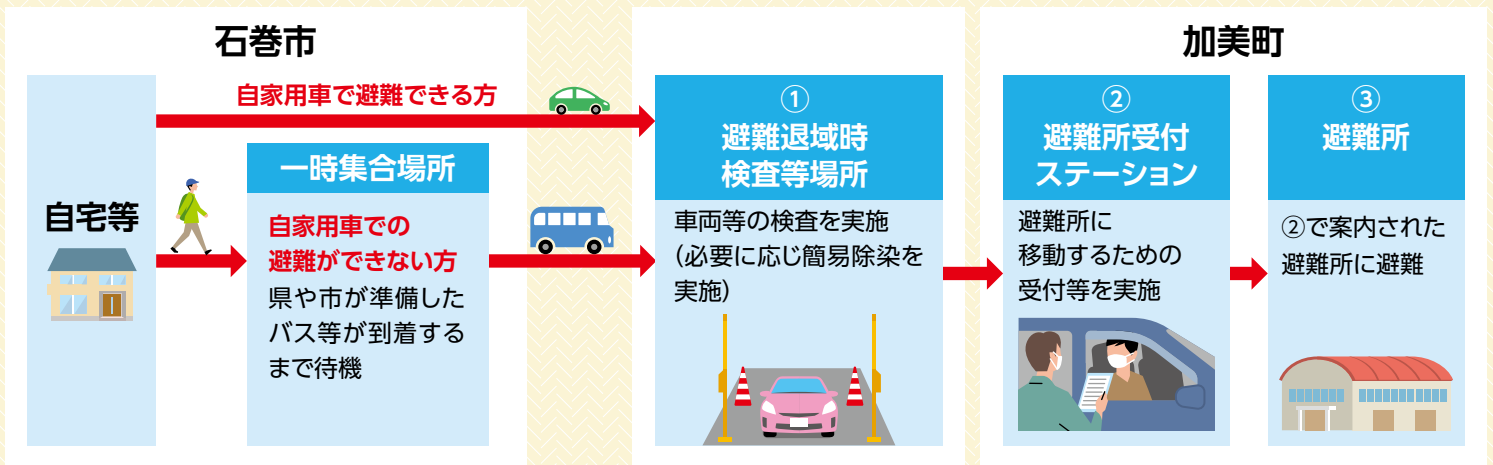 石巻市
自宅等
自家用車で避難できる方
一時集合場所
自家用車での
避難ができない方
県や市が準備した
バス等が到着する
まで待機
①
避難退域時
検査等場所
車両等の検査を実施
(必要に応じ簡易除染を
実施)
加美町
②
避難所受付
ステーション
避難所に
移動するための
受付等を実施
③
避難所
②で案内された
避難所に避難